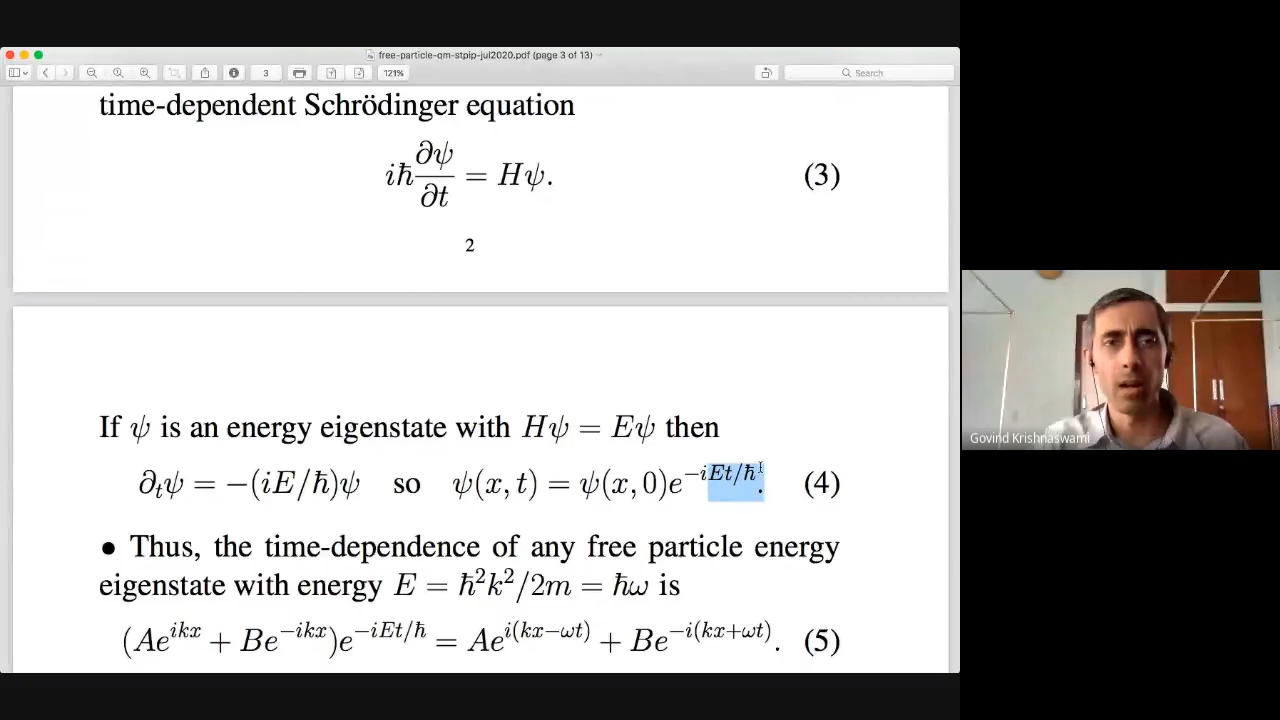 free-particle-qm-stpip-jul2020.pdf (page 3 of 13)
3
121%
Search
time-dependent Schrödinger equation
iħ ∂ψ/∂t = Hψ. (3)
2
If ψ is an energy eigenstate with Hψ = Eψ then
∂ₜψ = −(iE/ħ)ψ so ψ(x, t) = ψ(x, 0)e^{−iEt/ħ}. (4)
• Thus, the time-dependence of any free particle energy
eigenstate with energy E = ħ²k²/2m = ħω is
(Ae^{ikx} + Be^{−ikx})e^{−iEt/ħ} = Ae^{i(kx−ωt)} + Be^{−i(kx+ωt)}. (5)
Govind Krishnaswami